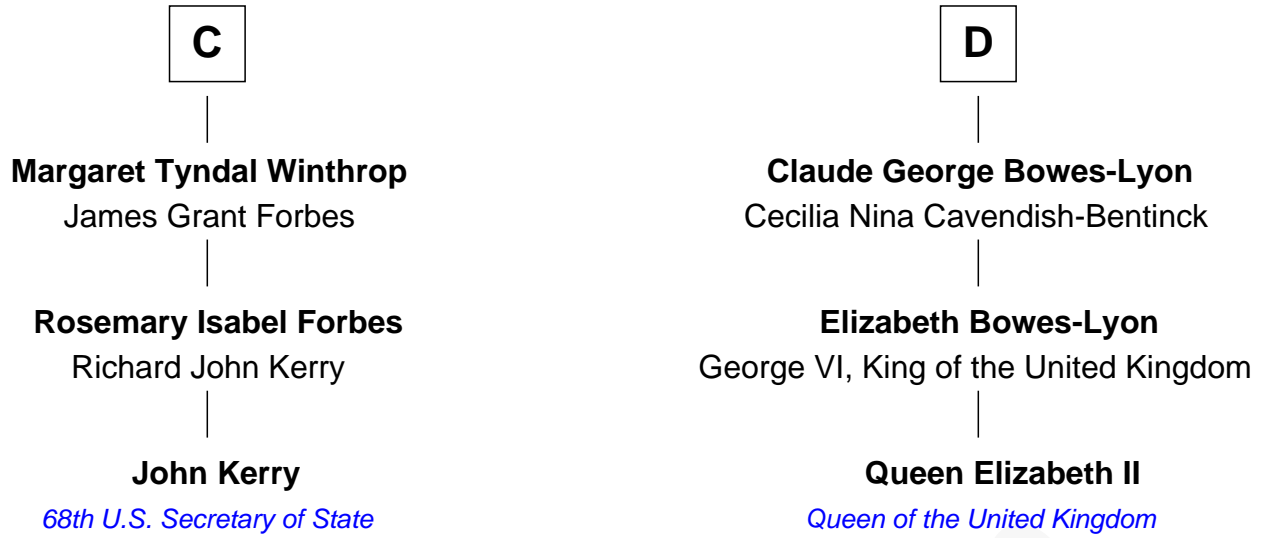 C
Margaret Tyndal Winthrop
James Grant Forbes
Rosemary Isabel Forbes
Richard John Kerry
John Kerry
68th U.S. Secretary of State
D
Claude George Bowes-Lyon
Cecilia Nina Cavendish-Bentinck
Elizabeth Bowes-Lyon
George VI, King of the United Kingdom
Queen Elizabeth II
Queen of the United Kingdom